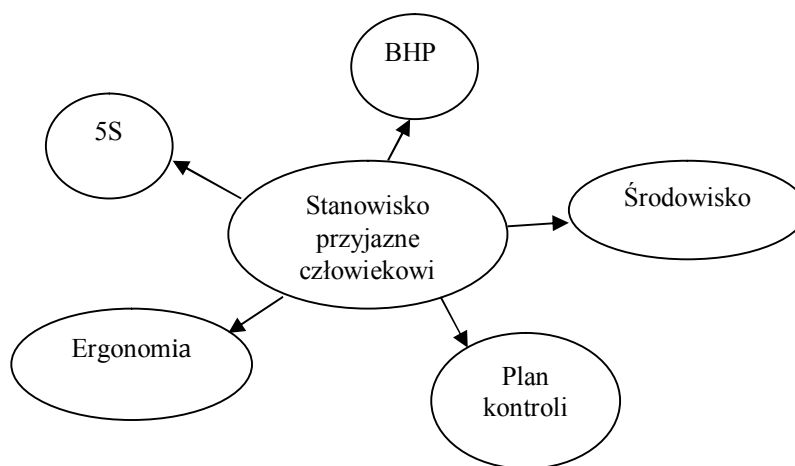 BHP
5S
Środowisko
Stanowisko
przyjazne
człowiekowi
Ergonomia
Plan
kontroli